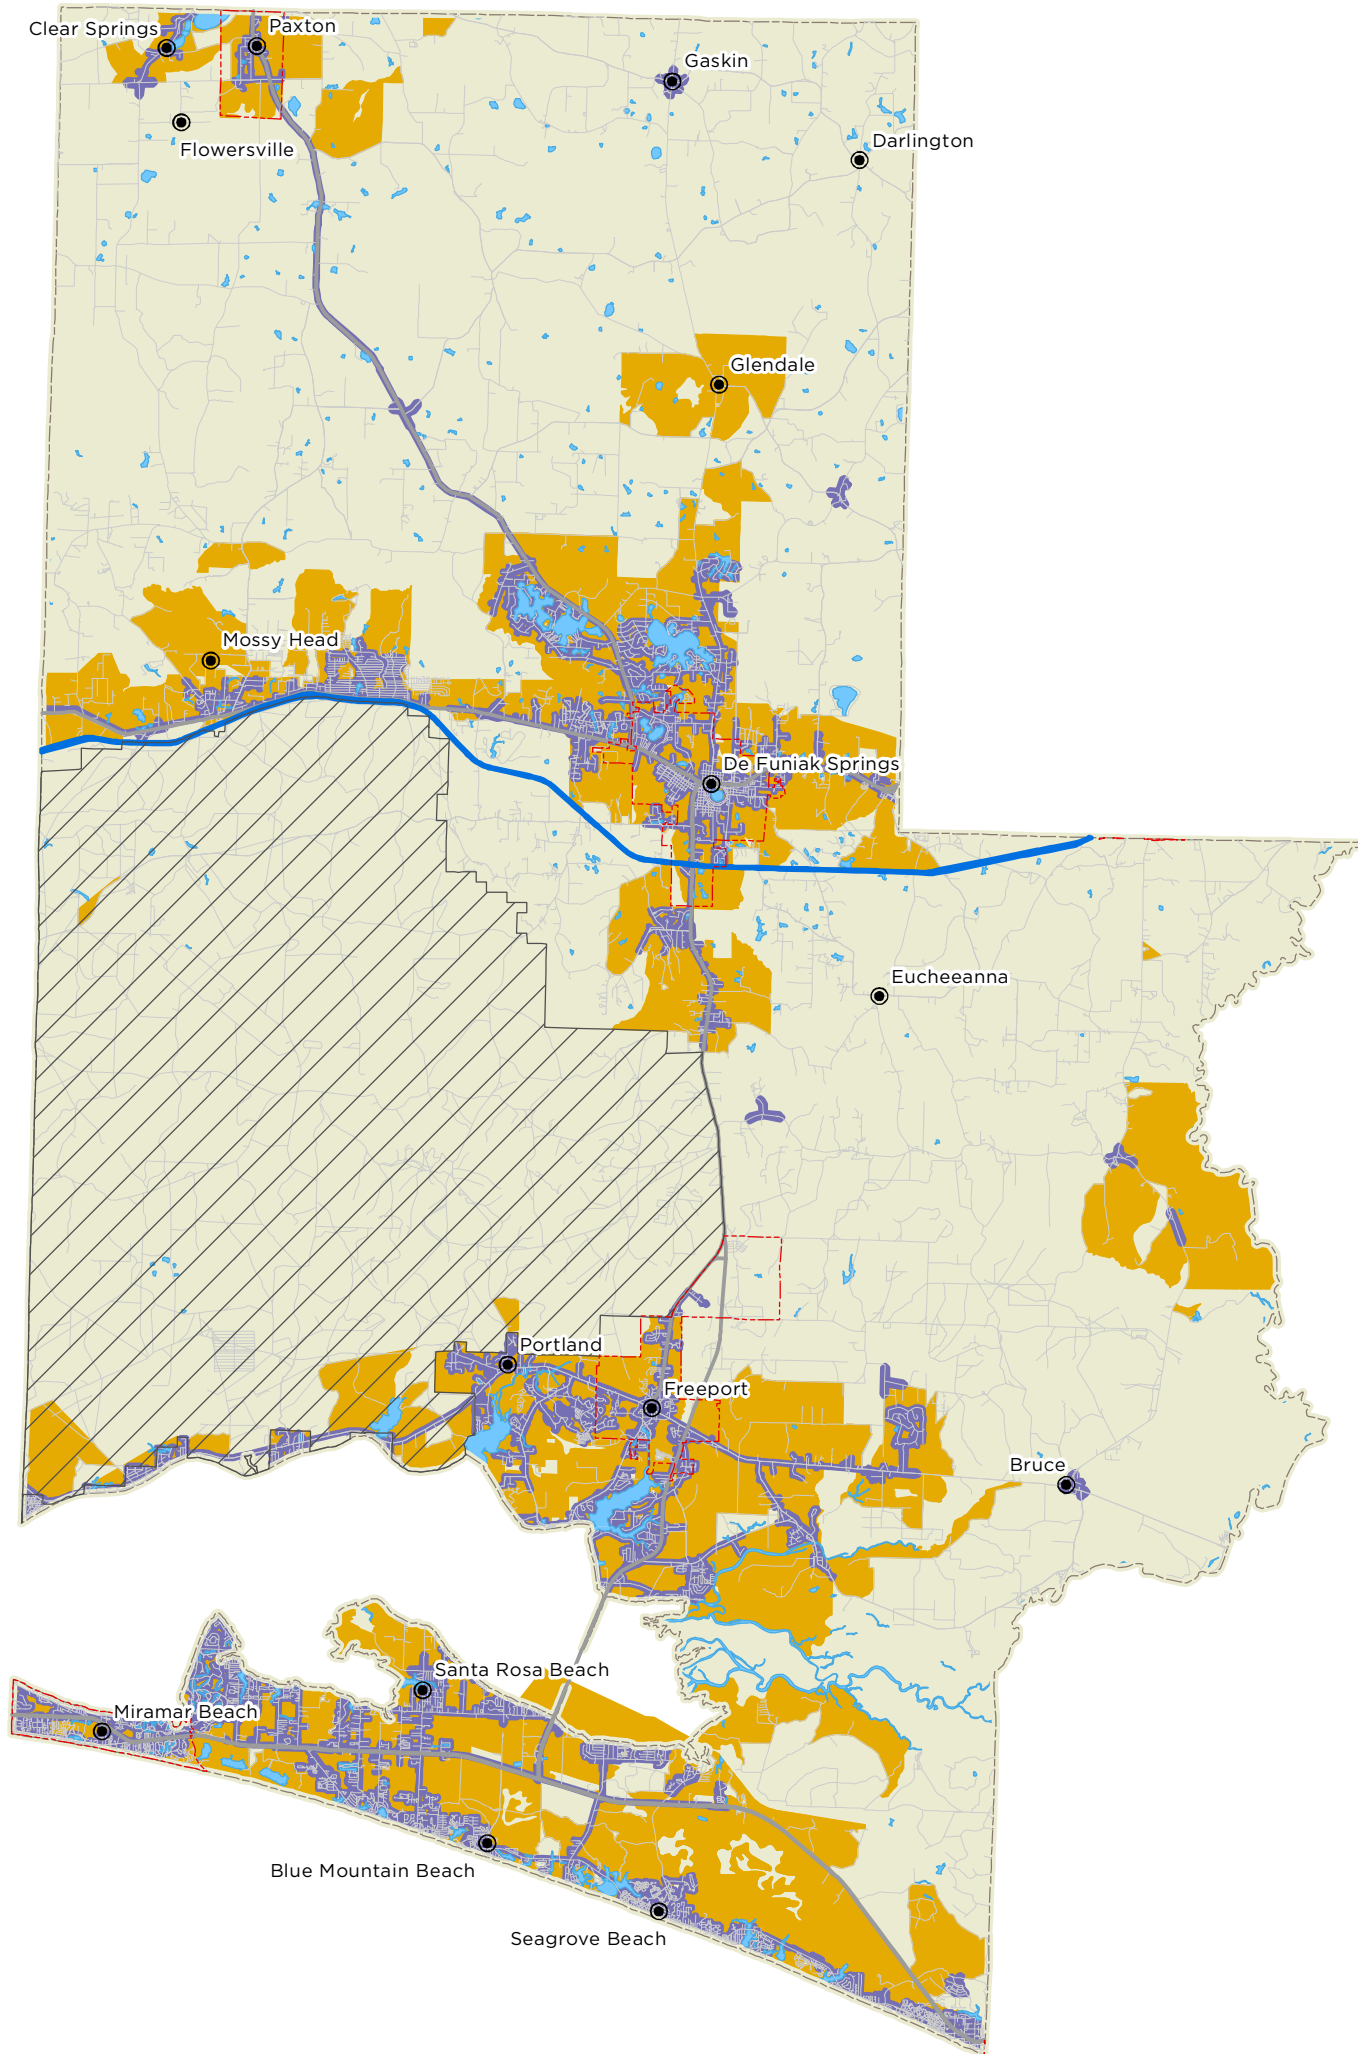 Clear Springs
Paxton
Gaskin
Flowersville
Darlington
Glendale
Mossy Head
De Funiak Springs
Eucheeanna
Portland
Freeport
Bruce
Santa Rosa Beach
Miramar Beach
Blue Mountain Beach
Seagrove Beach